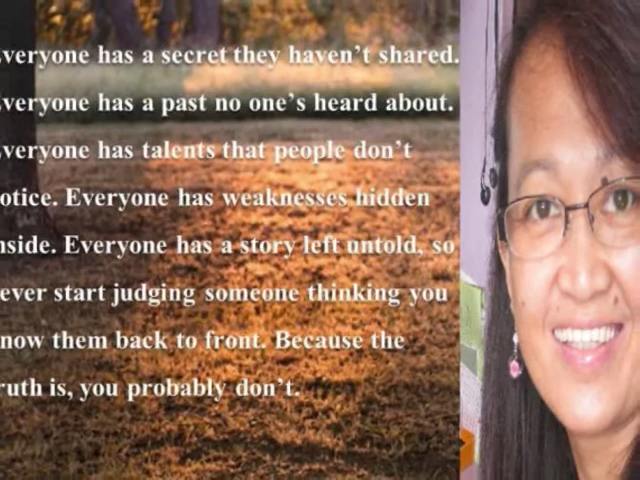 veryone has a secret they haven't shared.
veryone has a past no one's heard about.
veryone has talents that people don't
otice. Everyone has weaknesses hidden
nside. Everyone has a story left untold, so
ever start judging someone thinking you
now them back to front. Because the
ruth is, you probably don't.